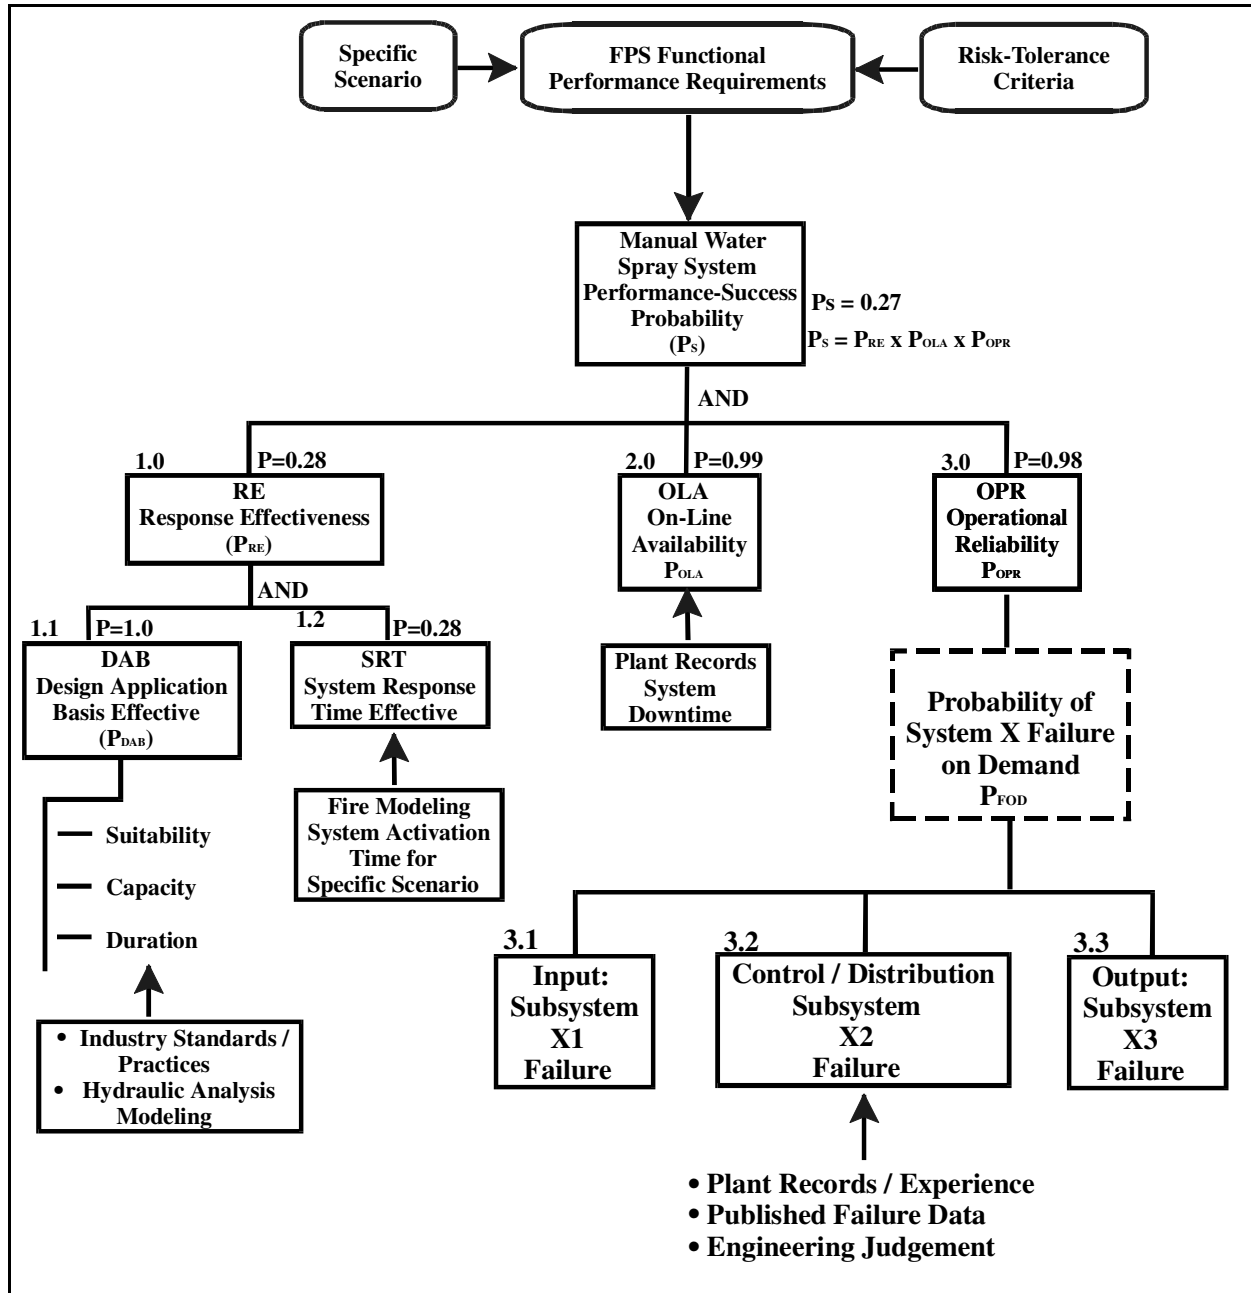 Specific
Scenario
FPS Functional
Performance Requirements
Risk-Tolerance
Criteria
Manual Water
Spray System
Performance-Success
Probability
(PS)
Ps = 0.27
PS = PRE x POLA x POPR
AND
1.0
P=0.28
RE
Response Effectiveness
(PRE)
2.0
P=0.99
OLA
On-Line
Availability
POLA
3.0
P=0.98
OPR
Operational
Reliability
POPR
AND
1.1
P=1.0
DAB
Design Application
Basis Effective
(PDAB)
1.2
P=0.28
SRT
System Response
Time Effective
Plant Records
System
Downtime
Probability of
System X Failure
on Demand
PFOD
Suitability
Capacity
Duration
Fire Modeling
System Activation
Time for
Specific Scenario
• Industry Standards /
Practices
• Hydraulic Analysis
Modeling
3.1
Input:
Subsystem
X1
Failure
3.2
Control / Distribution
Subsystem
X2
Failure
3.3
Output:
Subsystem
X3
Failure
• Plant Records / Experience
• Published Failure Data
• Engineering Judgement